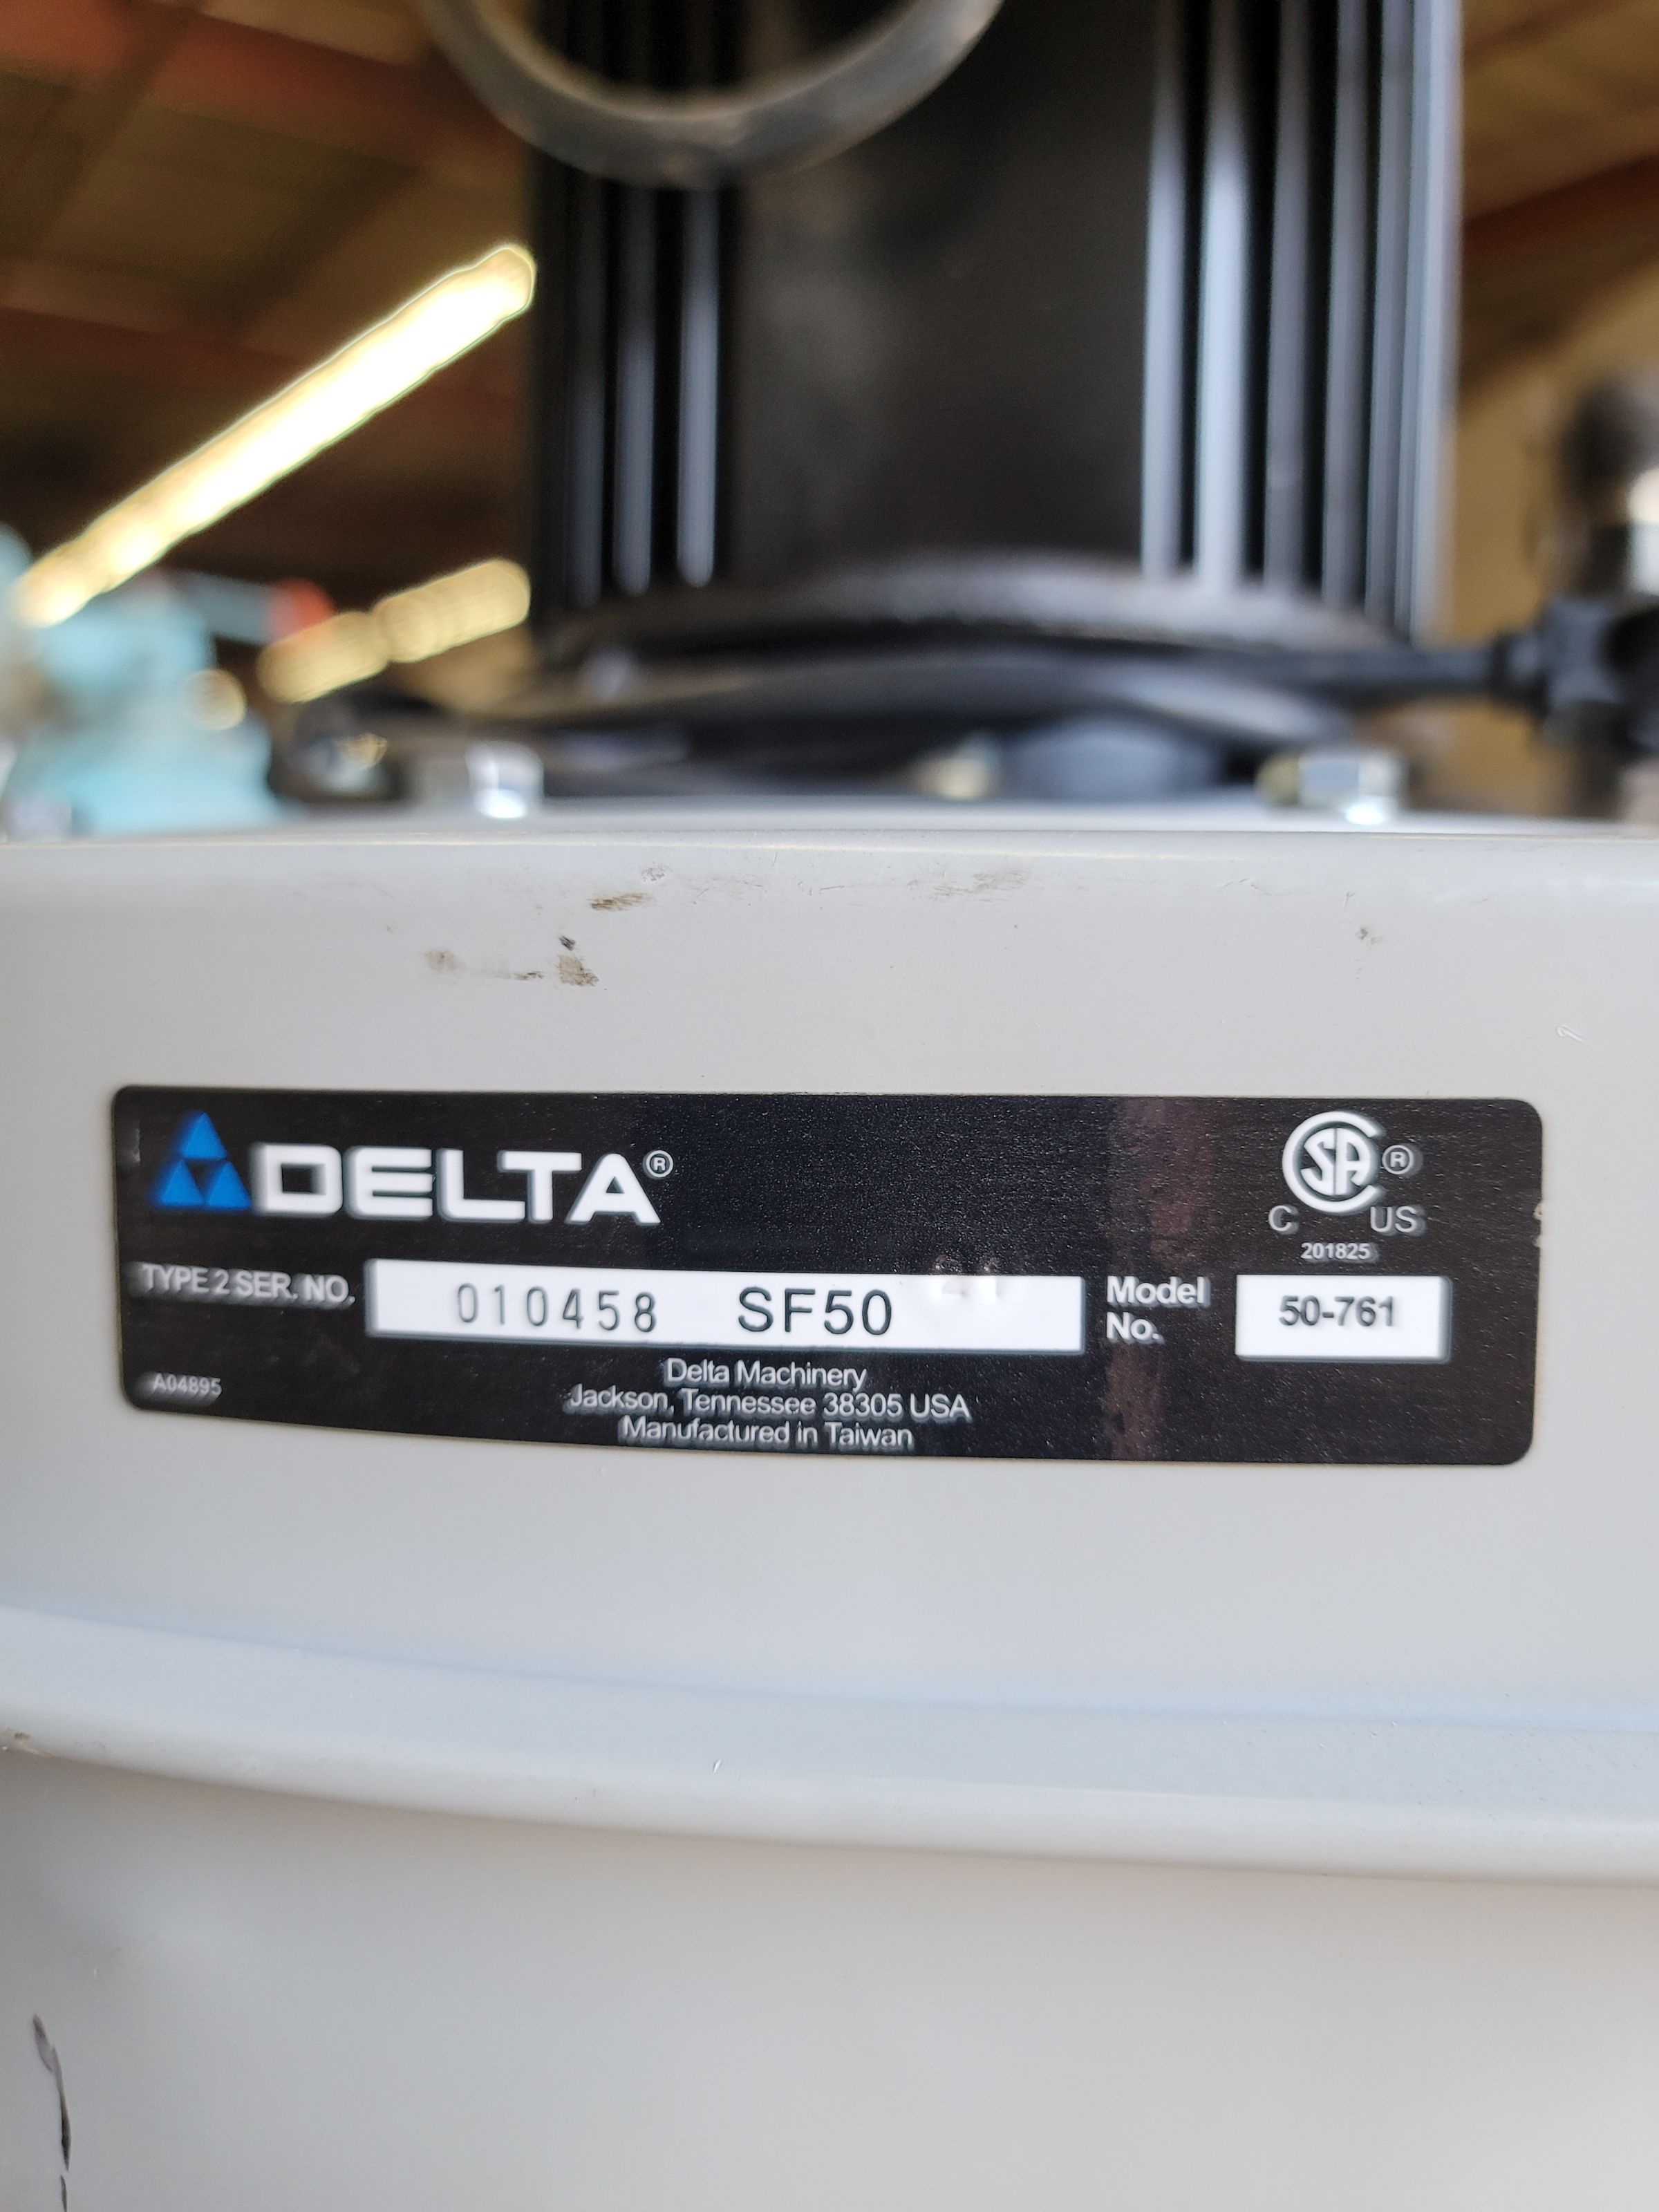 DELTA®
CSA®
C US
201825
TYPE 2 SER. NO. 010458 SF50
Model No. 50-761
Delta Machinery
Jackson, Tennessee 38305 USA
Manufactured in Taiwan
A04895